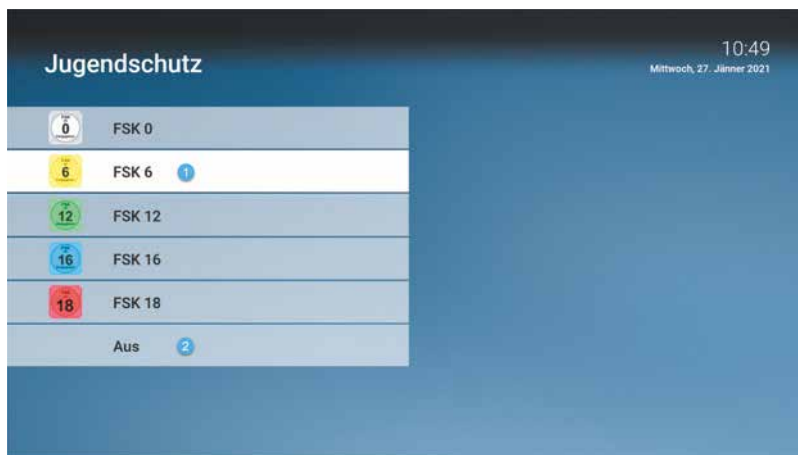 Jugendschutz
10:49
Mittwoch, 27. Jänner 2021
0
FSK 0
6
FSK 6
1
12
FSK 12
16
FSK 16
18
FSK 18
Aus
2